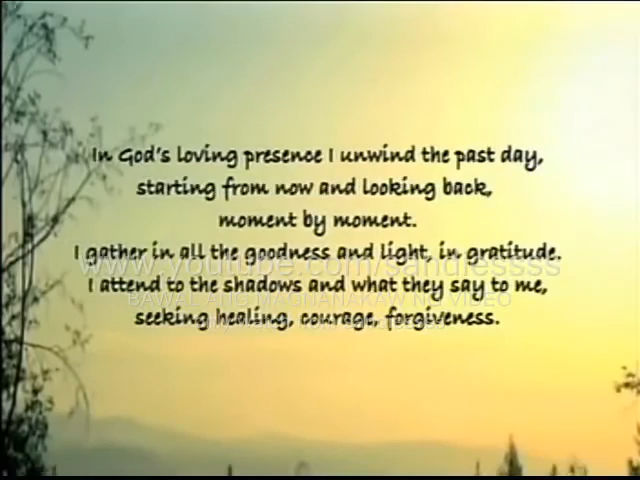 In God's loving presence I unwind the past day,
starting from now and looking back,
moment by moment.
I gather in all the goodness and light, in gratitude.
www.youtube.com/sandiessss
I attend to the shadows and what they say to me,
BAWAL ANG MAGNANAKAW NG VIDEO
seeking healing, courage, forgiveness.